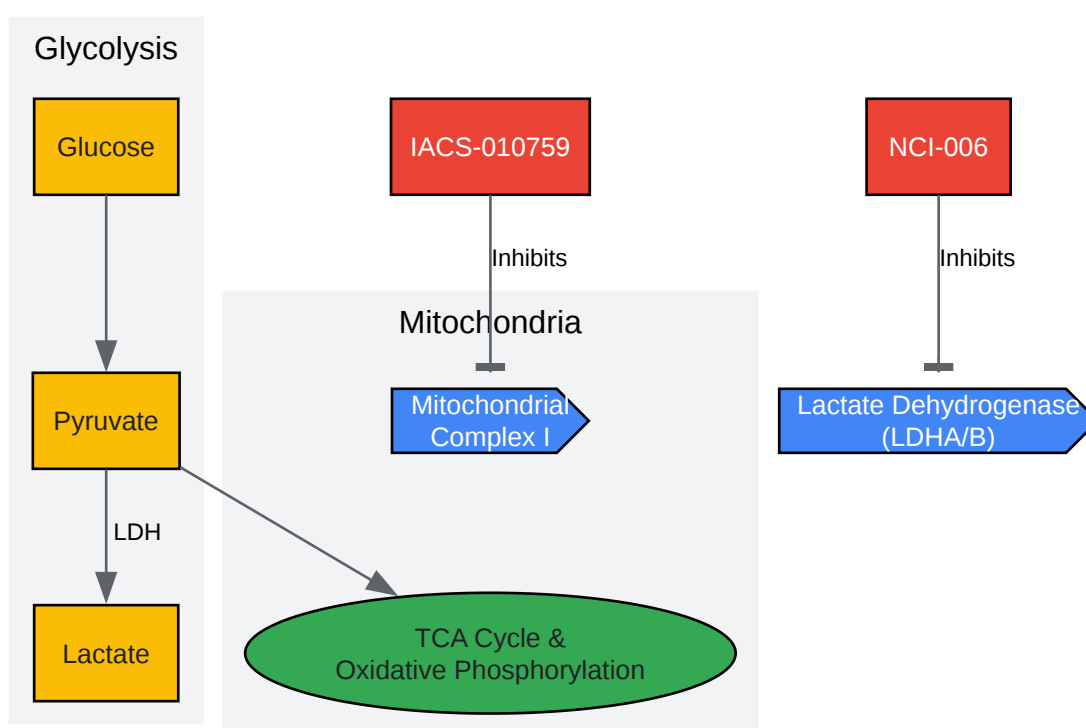 Glycolysis
Glucose
IACS-010759
NCI-006
Inhibits
Inhibits
Mitochondria
Pyruvate
Mitochondrial
Complex I
Lactate Dehydrogenase
(LDHA/B)
LDH
Lactate
TCA Cycle &
Oxidative Phosphorylation